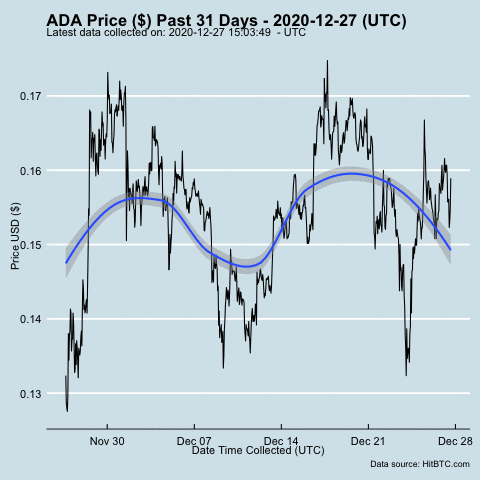 ADA Price ($) Past 31 Days - 2020-12-27 (UTC)
Latest data collected on: 2020-12-27 15:03:49  - UTC
0.17
0.16
0.15
0.14
0.13
Price USD ($)
Nov 30 Dec 07 Dec 14 Dec 21 Dec 28
Date Time Collected (UTC)
Data source: HitBTC.com